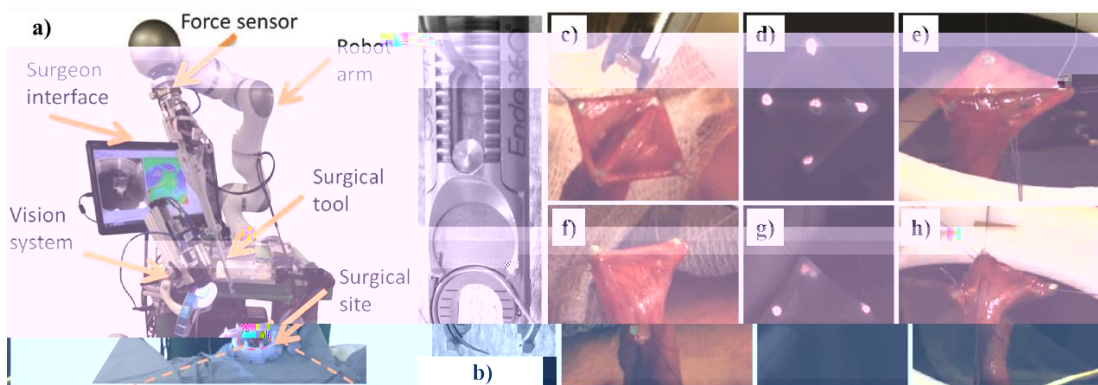 a)
Force sensor
Robot
arm
Surgeon
interface
Surgical
tool
Vision
system
Surgical
site
Endo360°
b)
c)
d)
e)
f)
g)
h)